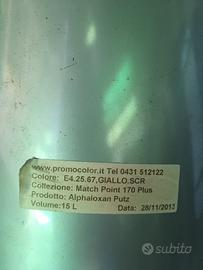 www.promocolor.it Tel 0431 512122
Colore: E4.25.67,GIALLO.SCR
Collezione: Match Point 170 Plus
Prodotto: Alphaloxan Putz
Volume:15 L Data: 28/11/2013
subito